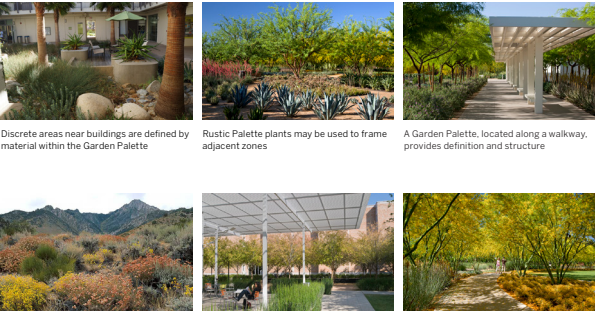 Discrete areas near buildings are defined by
material within the Garden Palette
Rustic Palette plants may be used to frame
adjacent zones
A Garden Palette, located along a walkway,
provides definition and structure